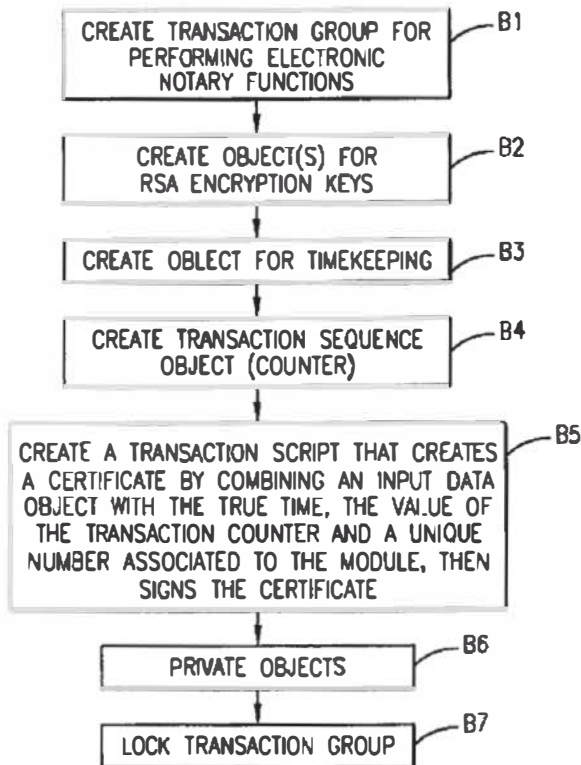 CREATE TRANSACTION GROUP FOR
PERFORMING ELECTRONIC
NOTARY FUNCTIONS
B1
CREATE OBJECT(S) FOR
RSA ENCRYPTION KEYS
B2
CREATE OBLECT FOR TIMEKEEPING
B3
CREATE TRANSACTION SEQUENCE
OBJECT (COUNTER)
B4
CREATE A TRANSACTION SCRIPT THAT CREATES
A CERTIFICATE BY COMBINING AN INPUT DATA
OBJECT WITH THE TRUE TIME, THE VALUE OF
THE TRANSACTION COUNTER AND A UNIQUE
NUMBER ASSOCIATED TO THE MODULE, THEN
SIGNS THE CERTIFICATE
B5
PRIVATE OBJECTS
B6
LOCK TRANSACTION GROUP
B7